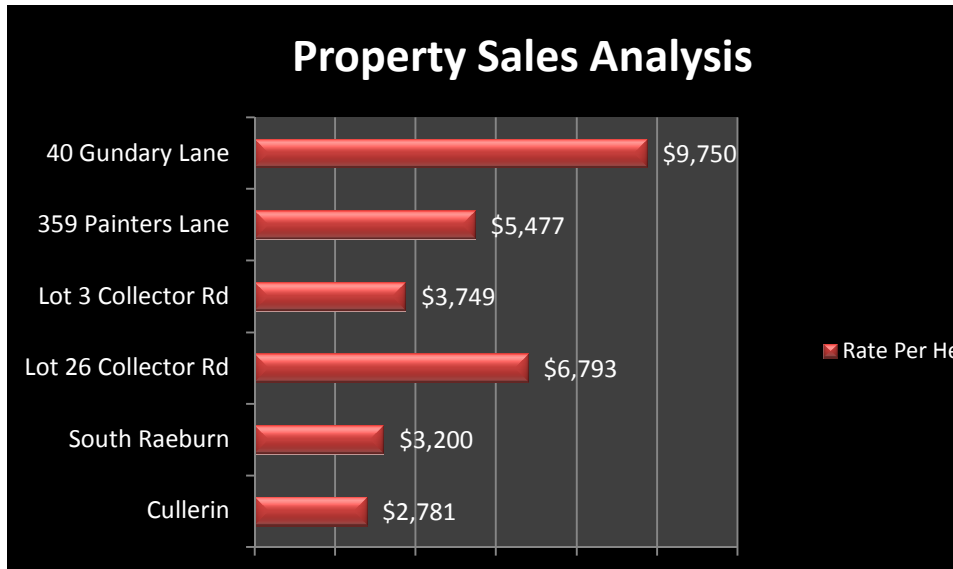 Property Sales Analysis
40 Gundary Lane
$9,750
359 Painters Lane
$5,477
Lot 3 Collector Rd
$3,749
Lot 26 Collector Rd
$6,793
Rate Per He
South Raeburn
$3,200
Cullerin
$2,781